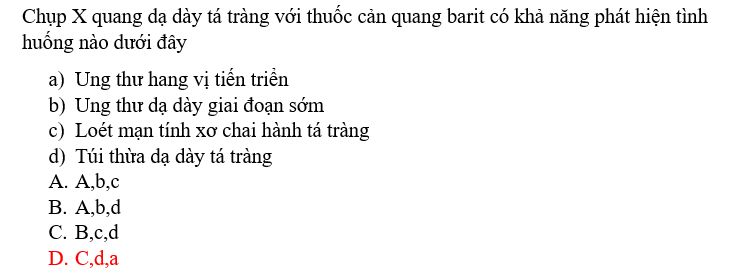 Chụp X quang dạ dày tá tràng với thuốc cản quang barit có khả năng phát hiện tình
huống nào dưới đây
a) Ung thư hang vị tiến triển
b) Ung thư dạ dày giai đoạn sớm
c) Loét mạn tính xơ chai hành tá tràng
d) Túi thừa dạ dày tá tràng
A. A,b,c
B. A,b,d
C. B,c,d
D. C,d,a